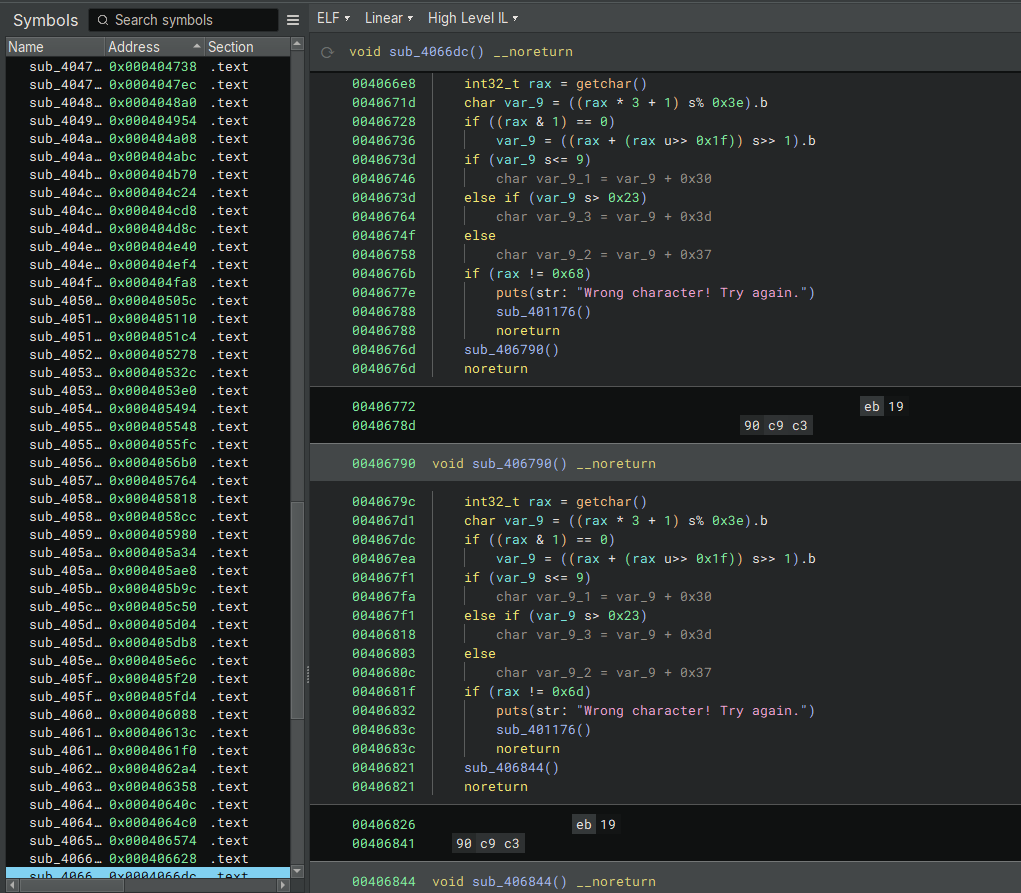 Symbols Search symbols
Name Address Section
sub_4047… 0x000404738 .text
sub_4047… 0x0004047ec .text
sub_4048… 0x0004048a0 .text
sub_4049… 0x000404954 .text
sub_404a… 0x000404a08 .text
sub_404a… 0x000404abc .text
sub_404b… 0x000404b70 .text
sub_404c… 0x000404c24 .text
sub_404c… 0x000404cd8 .text
sub_404d… 0x000404d8c .text
sub_404e… 0x000404e40 .text
sub_404e… 0x000404ef4 .text
sub_404f… 0x000404fa8 .text
sub_4050… 0x00040505c .text
sub_4051… 0x000405110 .text
sub_4051… 0x0004051c4 .text
sub_4052… 0x000405278 .text
sub_4053… 0x00040532c .text
sub_4053… 0x0004053e0 .text
sub_4054… 0x000405494 .text
sub_4055… 0x000405548 .text
sub_4055… 0x0004055fc .text
sub_4056… 0x0004056b0 .text
sub_4057… 0x000405764 .text
sub_4058… 0x000405818 .text
sub_4058… 0x0004058cc .text
sub_4059… 0x000405980 .text
sub_405a… 0x000405a34 .text
sub_405a… 0x000405ae8 .text
sub_405b… 0x000405b9c .text
sub_405c… 0x000405c50 .text
sub_405d… 0x000405d04 .text
sub_405d… 0x000405db8 .text
sub_405e… 0x000405e6c .text
sub_405f… 0x000405f20 .text
sub_405f… 0x000405fd4 .text
sub_4060… 0x000406088 .text
sub_4061… 0x00040613c .text
sub_4061… 0x0004061f0 .text
sub_4062… 0x0004062a4 .text
sub_4063… 0x000406358 .text
sub_4064… 0x00040640c .text
sub_4064… 0x0004064c0 .text
sub_4065… 0x000406574 .text
sub_4066… 0x000406628 .text
sub_4066… 0x0004066dc .text
ELF Linear High Level IL
void sub_4066dc() __noreturn
004066e8 int32_t rax = getchar()
0040671d char var_9 = ((rax * 3 + 1) s% 0x3e).b
00406728 if ((rax & 1) == 0)
00406736 var_9 = ((rax + (rax u>> 0x1f)) s>> 1).b
0040673d if (var_9 s<= 9)
00406746 char var_9_1 = var_9 + 0x30
0040673d else if (var_9 s> 0x23)
00406764 char var_9_3 = var_9 + 0x3d
0040674f else
00406758 char var_9_2 = var_9 + 0x37
0040676b if (rax != 0x68)
0040677e puts(str: "Wrong character! Try again.")
00406788 sub_401176()
00406788 noreturn
0040676d sub_406790()
0040676d noreturn
00406772 eb 19
0040678d 90 c9 c3
00406790 void sub_406790() __noreturn
0040679c int32_t rax = getchar()
004067d1 char var_9 = ((rax * 3 + 1) s% 0x3e).b
004067dc if ((rax & 1) == 0)
004067ea var_9 = ((rax + (rax u>> 0x1f)) s>> 1).b
004067f1 if (var_9 s<= 9)
004067fa char var_9_1 = var_9 + 0x30
004067f1 else if (var_9 s> 0x23)
00406818 char var_9_3 = var_9 + 0x3d
00406803 else
0040680c char var_9_2 = var_9 + 0x37
0040681f if (rax != 0x6d)
00406832 puts(str: "Wrong character! Try again.")
0040683c sub_401176()
0040683c noreturn
00406821 sub_406844()
00406821 noreturn
00406826 eb 19
00406841 90 c9 c3
00406844 void sub_406844() __noreturn